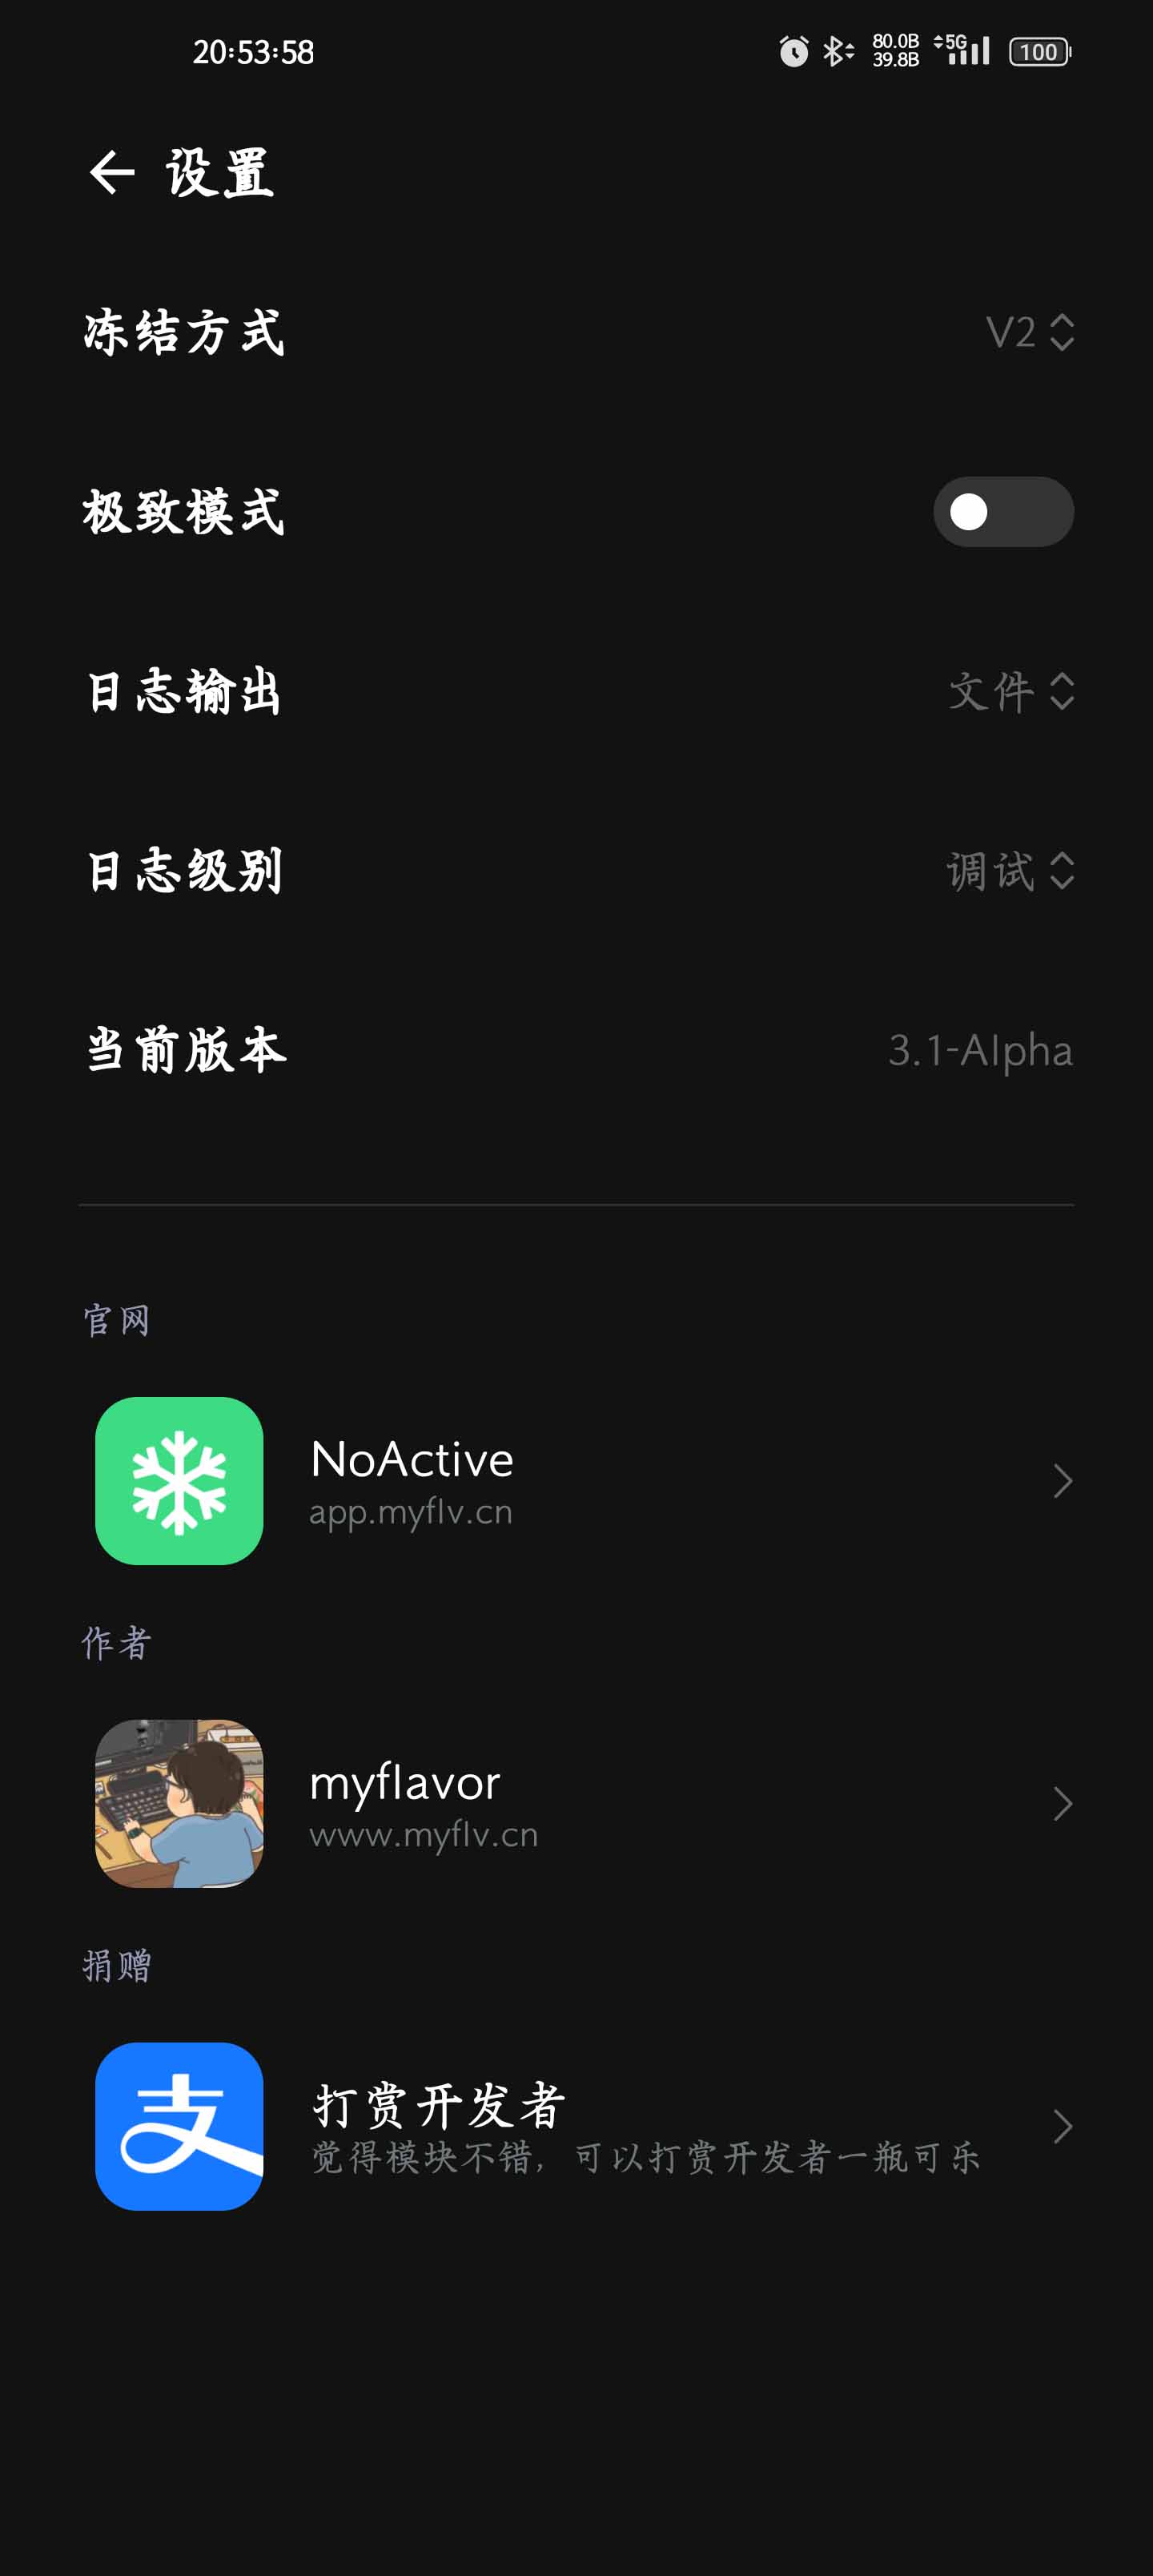 20:53:58
80.0B
39.8B
5G
100
设置
冻结方式
V2
极致模式
日志输出
文件
日志级别
调试
当前版本
3.1-Alpha
官网
NoActive
app.myflv.cn
作者
myflavor
www.myflv.cn
捐赠
支
打赏开发者
觉得模块不错，可以打赏开发者一瓶可乐